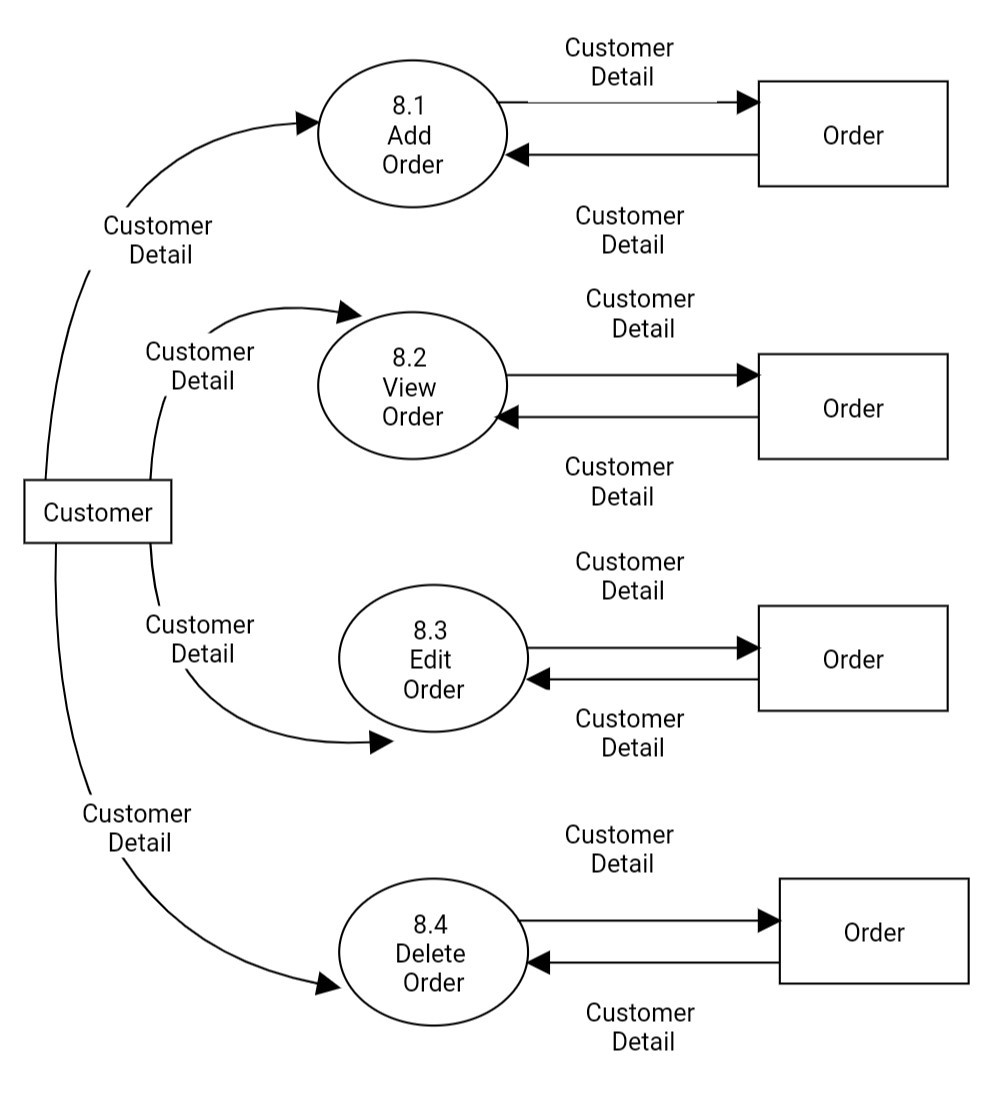 Customer
Detail
8.1
Add
Order
Order
Customer
Detail
Customer
Detail
Customer
Detail
Customer
Detail
8.2
View
Order
Order
Customer
Detail
Customer
Customer
Detail
Customer
Detail
8.3
Edit
Order
Order
Customer
Detail
Customer
Detail
Customer
Detail
8.4
Delete
Order
Order
Customer
Detail